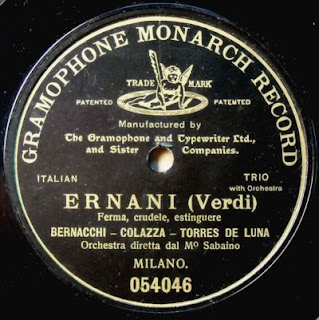 GRAMOPHONE MONARCH RECORD
TRADE MARK
PATENTED PATENTED
Manufactured by
The Gramophone and Typewriter Ltd.,
and Sister Companies.
ITALIAN TRIO
with Orchestra
ERNANI (Verdi)
Ferma, crudele, estinguere
BERNACCHI – COLAZZA – TORRES DE LUNA
Orchestra diretta dal Mº Sabaino
MILANO.
054046